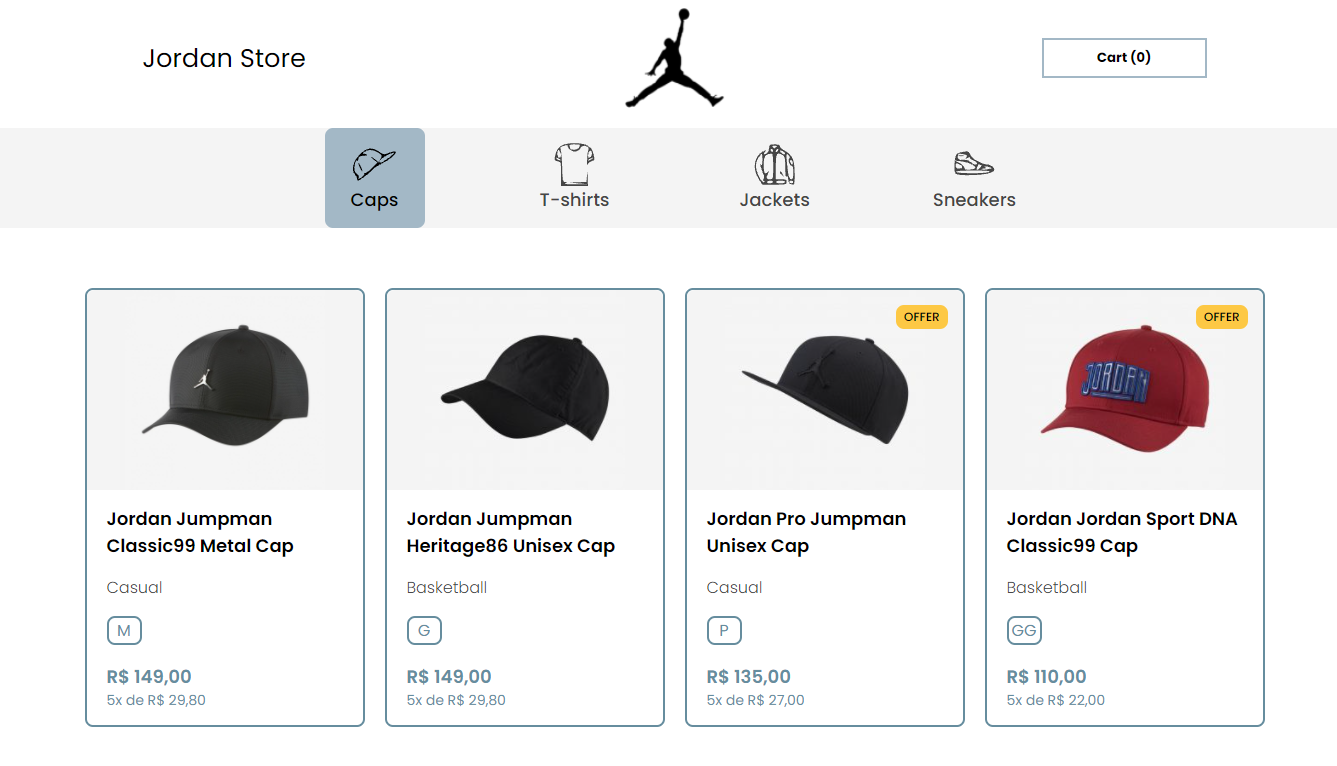 Jordan Store
Cart (0)
Caps
T-shirts
Jackets
Sneakers
Jordan Jumpman
Classic99 Metal Cap
Casual
M
R$ 149,00
5x de R$ 29,80
Jordan Jumpman
Heritage86 Unisex Cap
Basketball
G
R$ 149,00
5x de R$ 29,80
OFFER
Jordan Pro Jumpman
Unisex Cap
Casual
P
R$ 135,00
5x de R$ 27,00
OFFER
JORDAN
Jordan Jordan Sport DNA
Classic99 Cap
Basketball
GG
R$ 110,00
5x de R$ 22,00